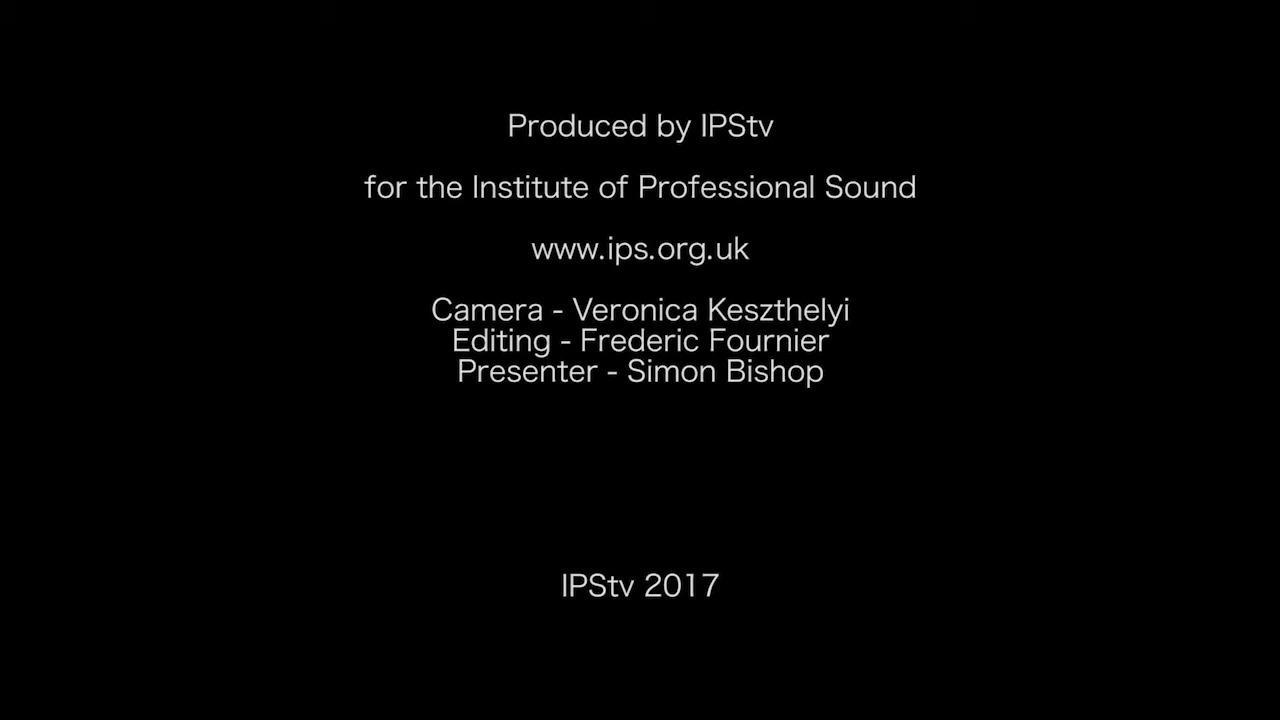 Produced by IPStv
for the Institute of Professional Sound
www.ips.org.uk
Camera - Veronica Keszthelyi
Editing - Frederic Fournier
Presenter - Simon Bishop
IPStv 2017